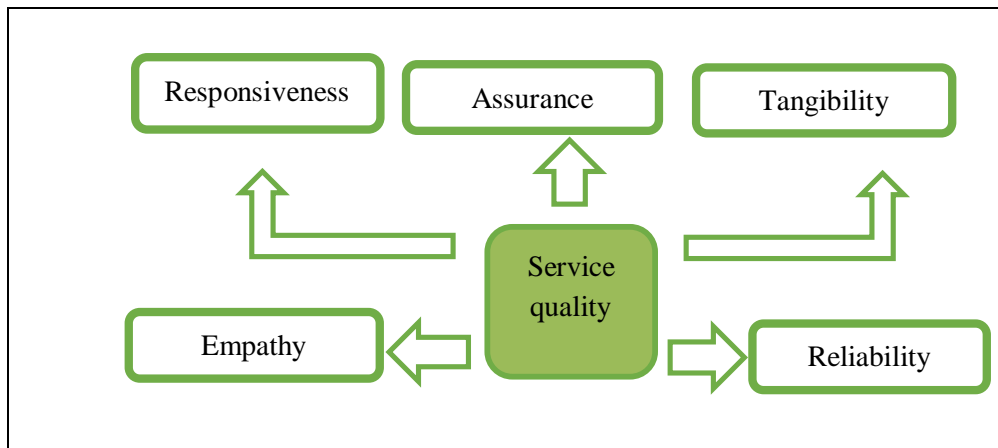 Responsiveness
Assurance
Tangibility
Service
quality
Empathy
Reliability